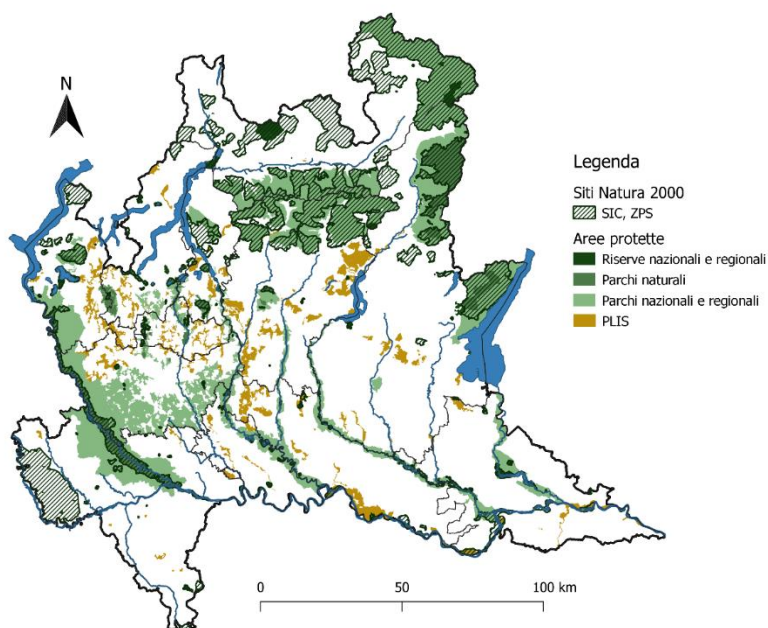 N
Legenda
Siti Natura 2000
SIC, ZPS
Aree protette
Riserve nazionali e regionali
Parchi naturali
Parchi nazionali e regionali
PLIS
0 50 100 km